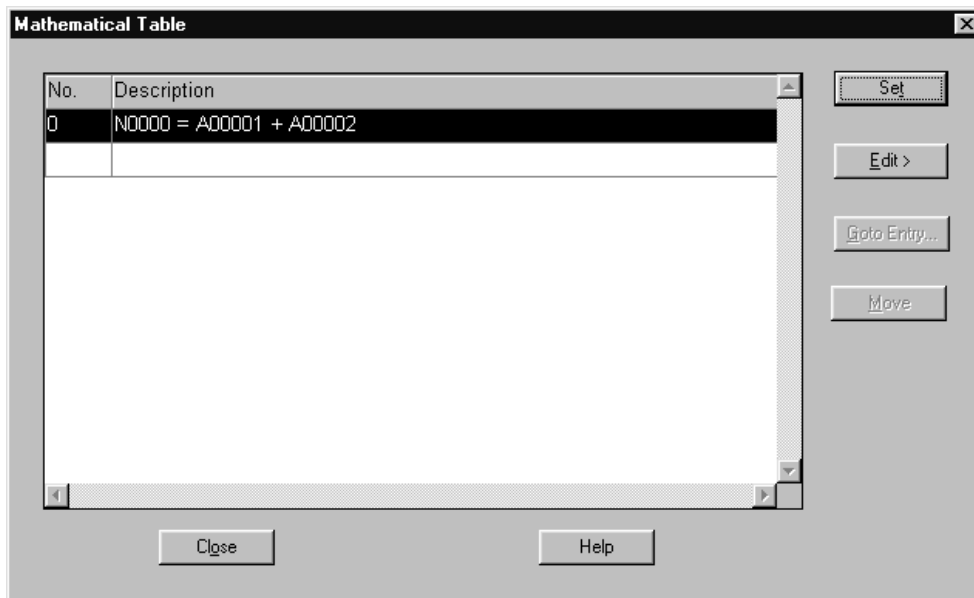 Mathematical Table
No. Description
0 N0000 = A00001 + A00002
Set
Edit >
Goto Entry...
Move
Close
Help